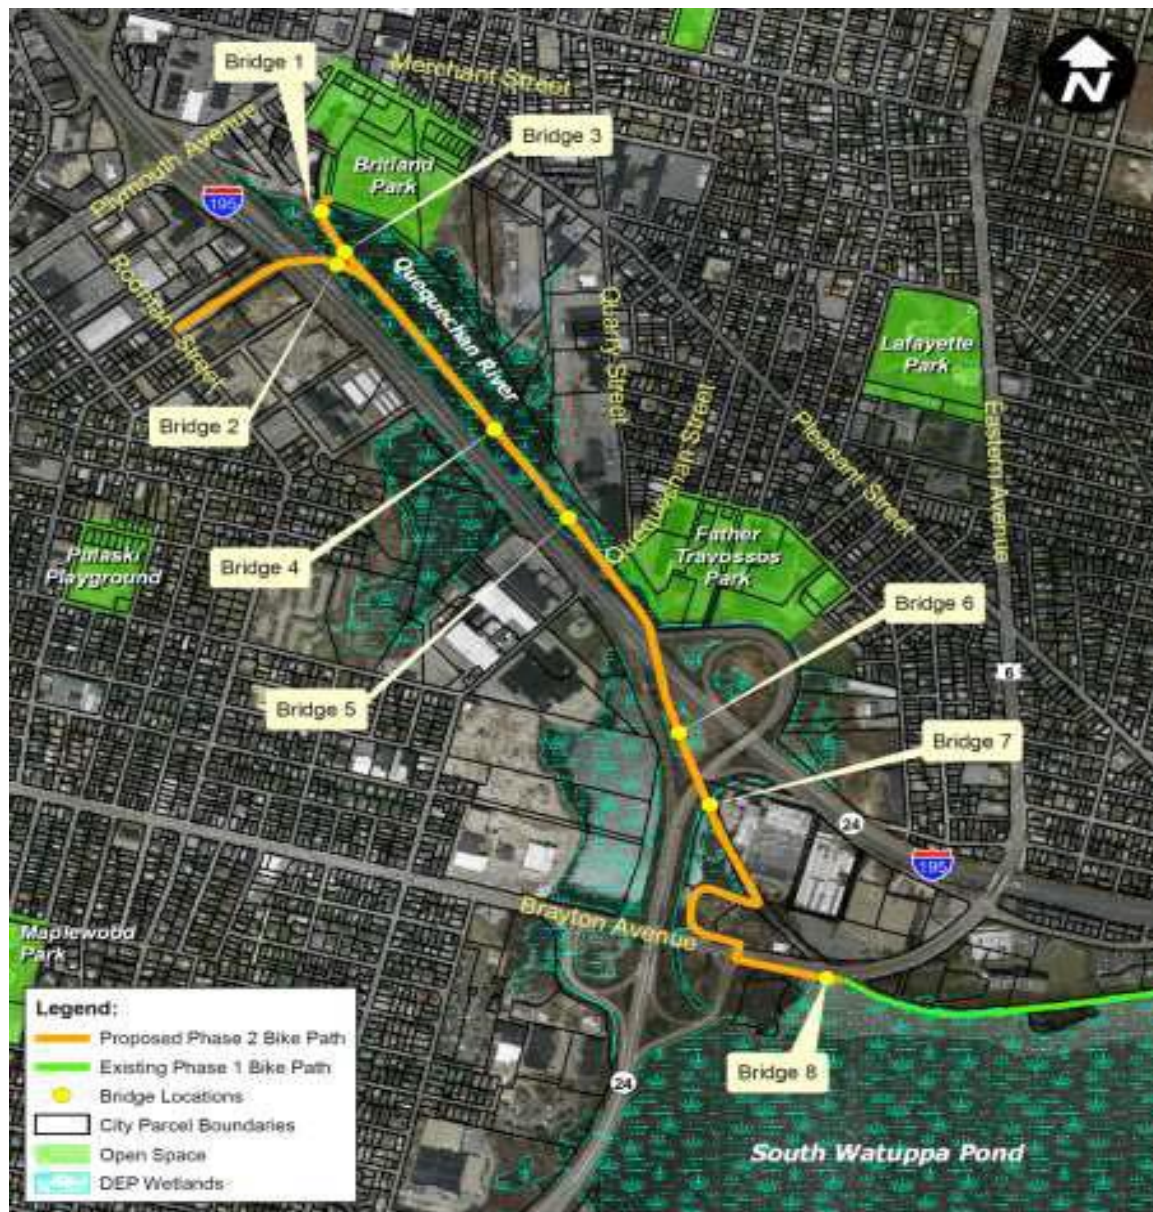 Bridge 1
Merchant Street
N
Bridge 3
Plymouth Avenue
Britland
Park
195
Rodman Street
Quequechan River
Quarry Street
Lafayette
Park
Bridge 2
Quequechan Street
Pleasant Street
Eastern Avenue
Father
Travossos
Park
Pulaski
Playground
Bridge 4
Bridge 6
6
Bridge 5
Bridge 7
24
195
Brayton Avenue
Maplewood
Park
Legend:
Proposed Phase 2 Bike Path
Existing Phase 1 Bike Path
Bridge Locations
City Parcel Boundaries
Open Space
DEP Wetlands
Bridge 8
24
South Watuppa Pond